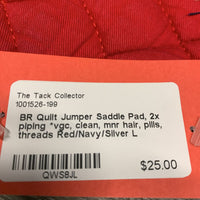 The Tack Collector
1001526-199
BR Quilt Jumper Saddle Pad, 2x
piping *vgc, clean, mnr hair, pills,
threads Red/Navy/Silver L
$25.00
QWS8JL